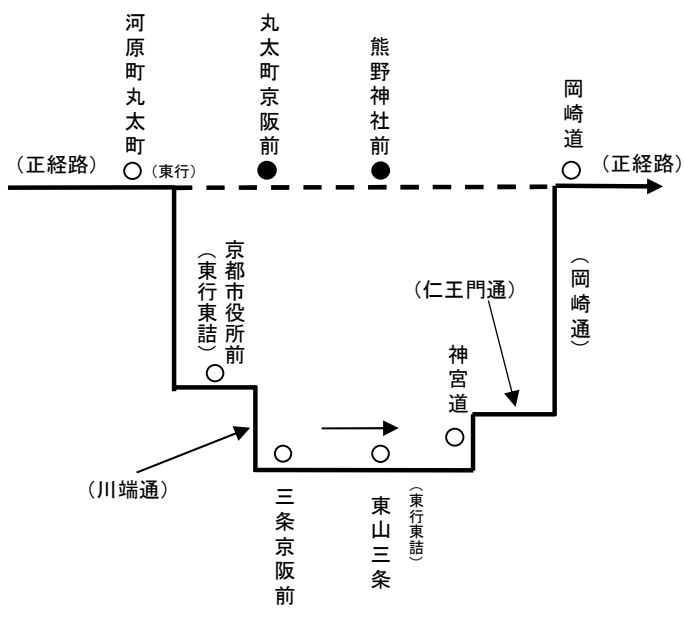 河原町丸太町
丸太町京阪前
熊野神社前
岡崎道
（正経路）
（東行）
（正経路）
京都市役所前
（東行東詰）
（仁王門通）
（岡崎通）
神宮道
（川端通）
三条京阪前
東山三条
（東行東詰）